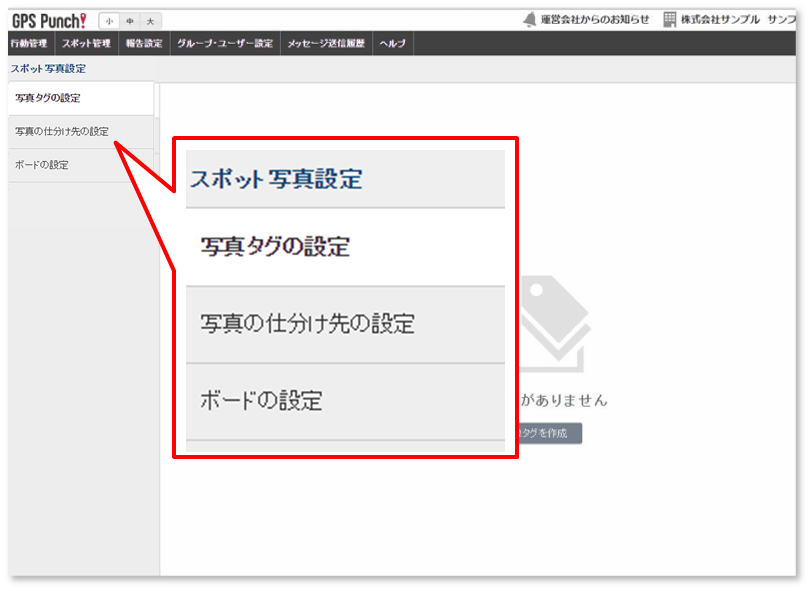 GPS Punch! 小 中 大 運営会社からのお知らせ 株式会社サンプル サンプ
行動管理 スポット管理 報告設定 グループ・ユーザー設定 メッセージ送信履歴 ヘルプ
スポット写真設定
写真タグの設定
写真の仕分け先の設定
ボードの設定
スポット写真設定
写真タグの設定
写真の仕分け先の設定
ボードの設定
がありません
タグを作成